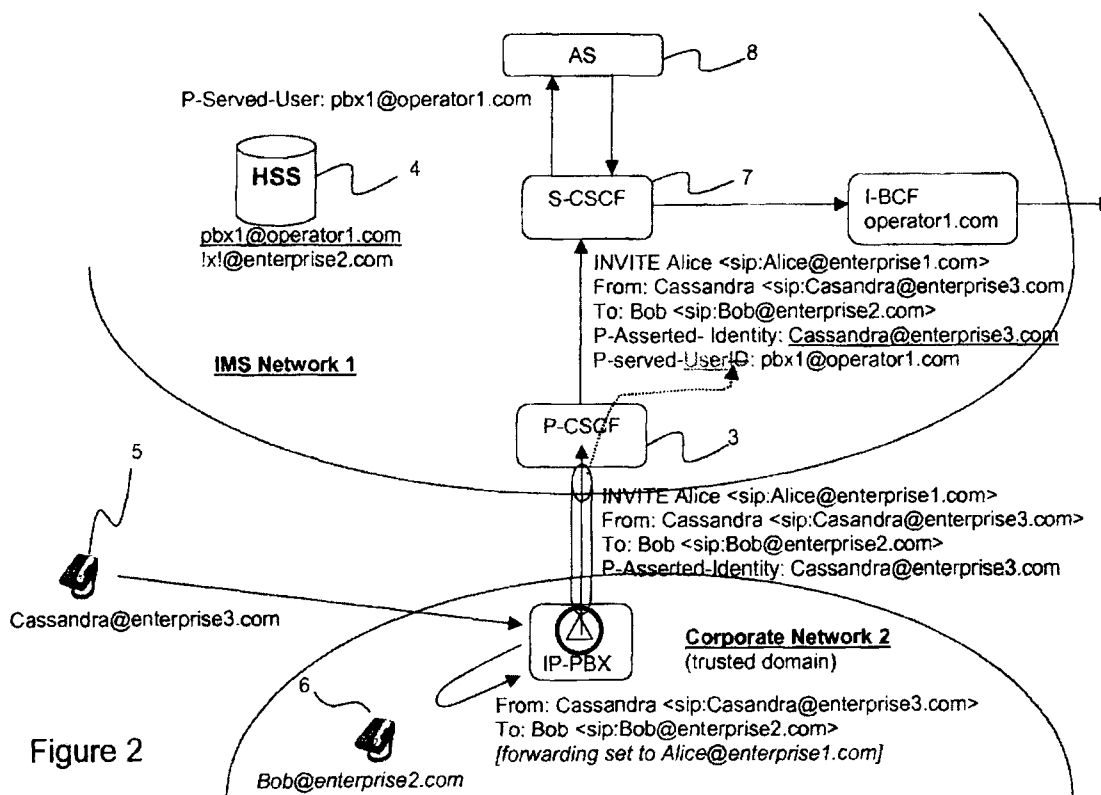 AS
8
P-Served-User: pbx1@operator1.com
HSS
4
pbx1@operator1.com
!x!@enterprise2.com
S-CSCF
7
I-BCF
operator1.com
INVITE Alice <sip:Alice@enterprise1.com>
From: Cassandra <sip:Casandra@enterprise3.com
To: Bob <sip:Bob@enterprise2.com>
P-Asserted- Identity: Cassandra@enterprise3.com
P-served-UserID: pbx1@operator1.com
IMS Network 1
P-CSCF
3
5
INVITE Alice <sip:Alice@enterprise1.com>
From: Cassandra <sip:Casandra@enterprise3.com>
To: Bob <sip:Bob@enterprise2.com>
P-Asserted-Identity: Cassandra@enterprise3.com
Cassandra@enterprise3.com
IP-PBX
Corporate Network 2
(trusted domain)
6
From: Cassandra <sip:Casandra@enterprise3.com>
To: Bob <sip:Bob@enterprise2.com>
[forwarding set to Alice@enterprise1.com]
Figure 2
Bob@enterprise2.com